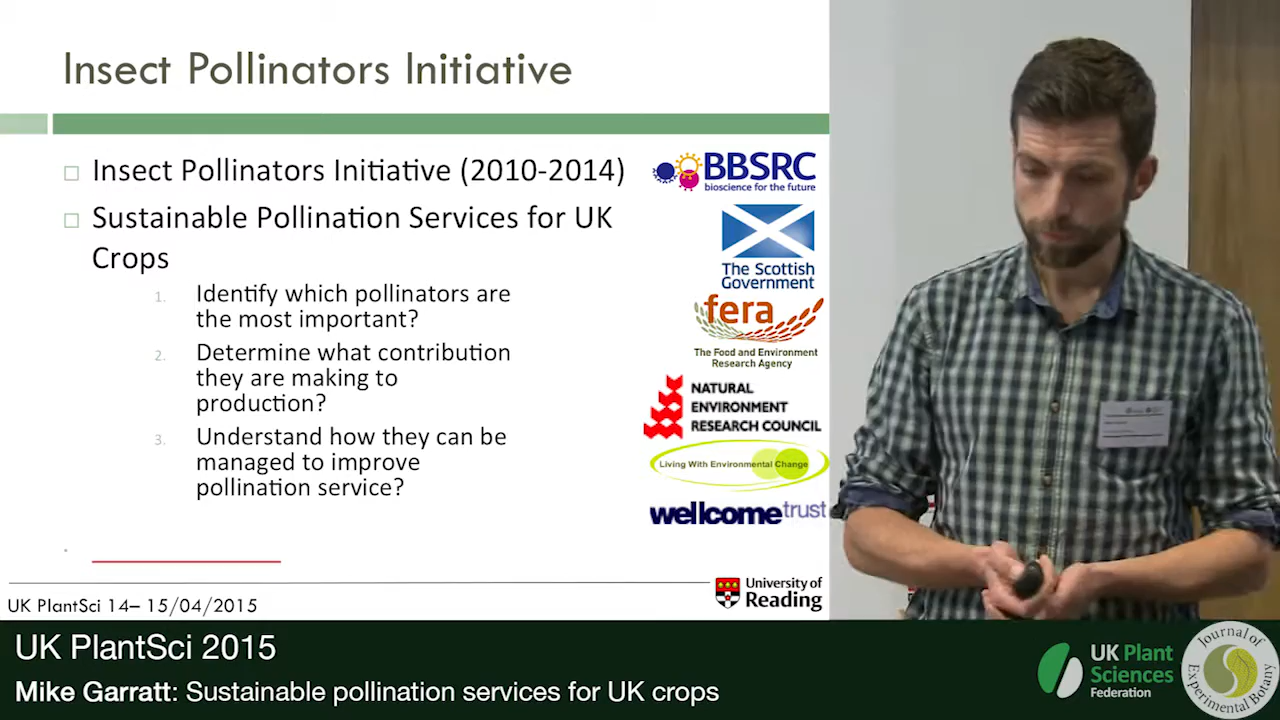 Insect Pollinators Initiative
Insect Pollinators Initiative (2010-2014)
Sustainable Pollination Services for UK
Crops
1. Identify which pollinators are
the most important?
2. Determine what contribution
they are making to
production?
3. Understand how they can be
managed to improve
pollination service?
BBSRC
bioscience for the future
The Scottish
Government
fera
The Food and Environment
Research Agency
NATURAL
ENVIRONMENT
RESEARCH COUNCIL
Living With Environmental Change
wellcometrust
UK PlantSci 14– 15/04/2015
University of
Reading
UK PlantSci 2015
Mike Garratt: Sustainable pollination services for UK crops
UK Plant
Sciences
Federation
Journal of
Experimental Botany